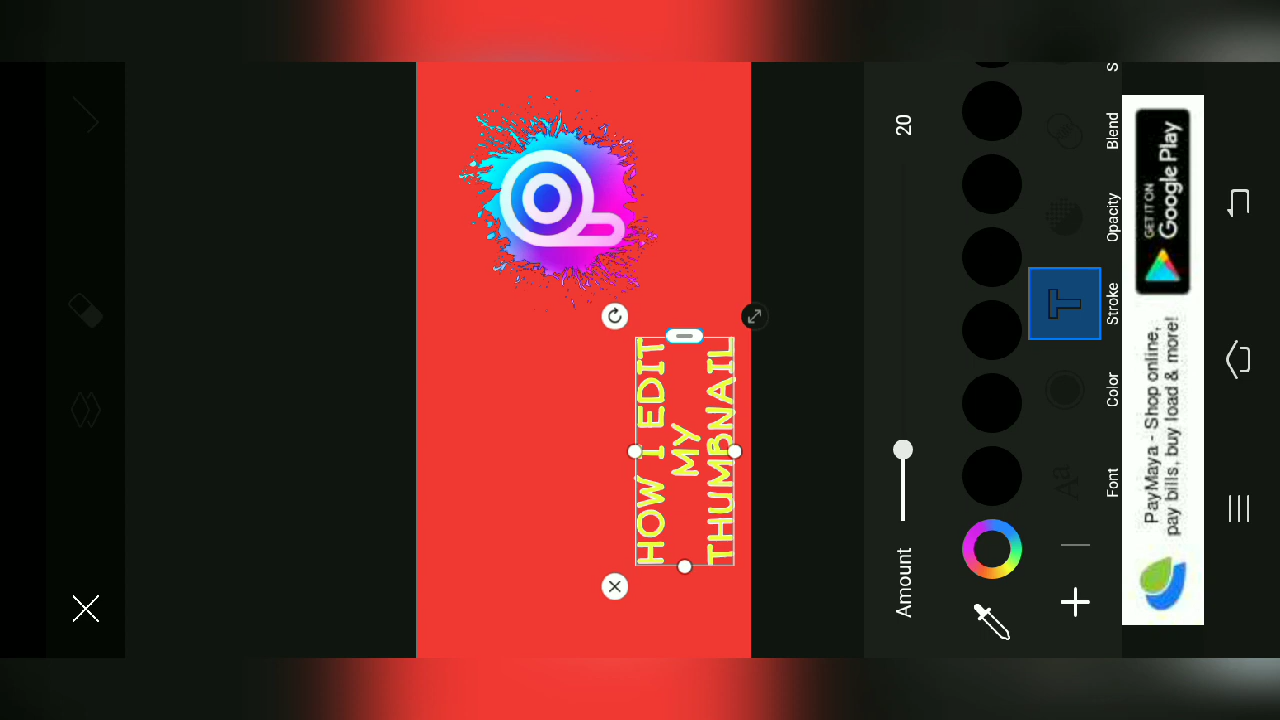 HOW I EDIT
MY
THUMBNAIL
Amount
20
Font
Color
Stroke
Opacity
Blend
S
PayMaya - Shop online,
pay bills, buy load & more!
GET IT ON
Google Play